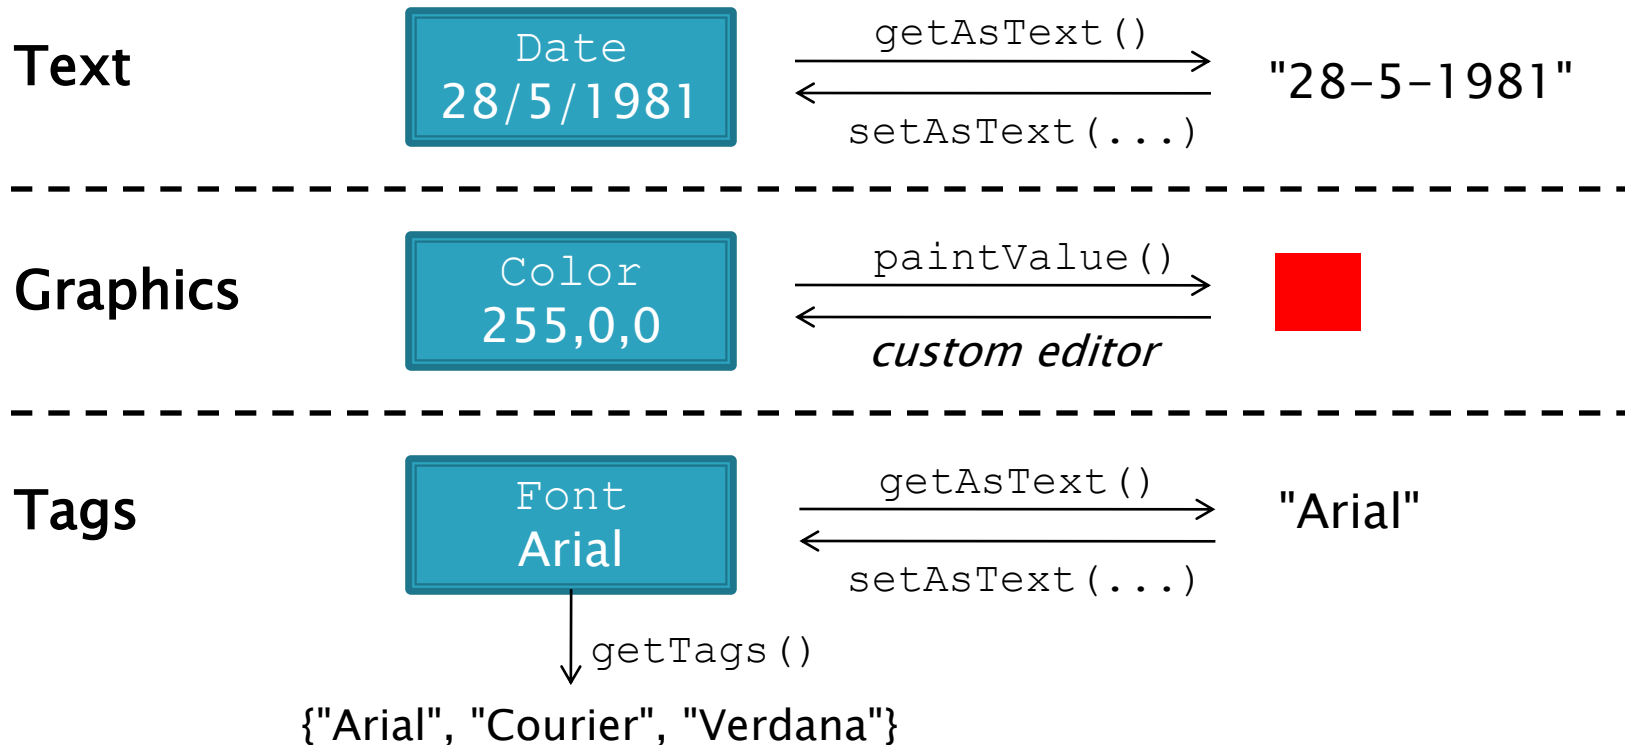 Text
Date
28/5/1981
getAsText()
setAsText(...)
"28-5-1981"
Graphics
Color
255,0,0
paintValue()
custom editor
Tags
Font
Arial
getAsText()
setAsText(...)
"Arial"
getTags()
{"Arial", "Courier", "Verdana"}